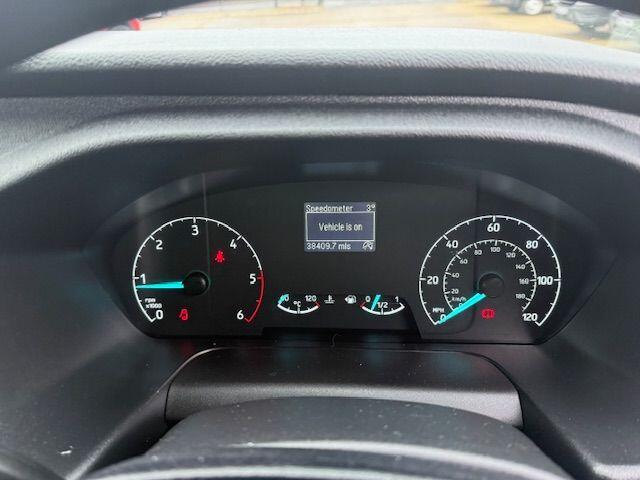 Speedometer 3°
Vehicle is on
38409.7 mls
0 1 2 3 4 5 6
rpm
x1000
60 120
°C
0 1/2 1
0 20 40 60 80 100 120
MPH
20 40 60 80 100 120 140 160 180
km/h